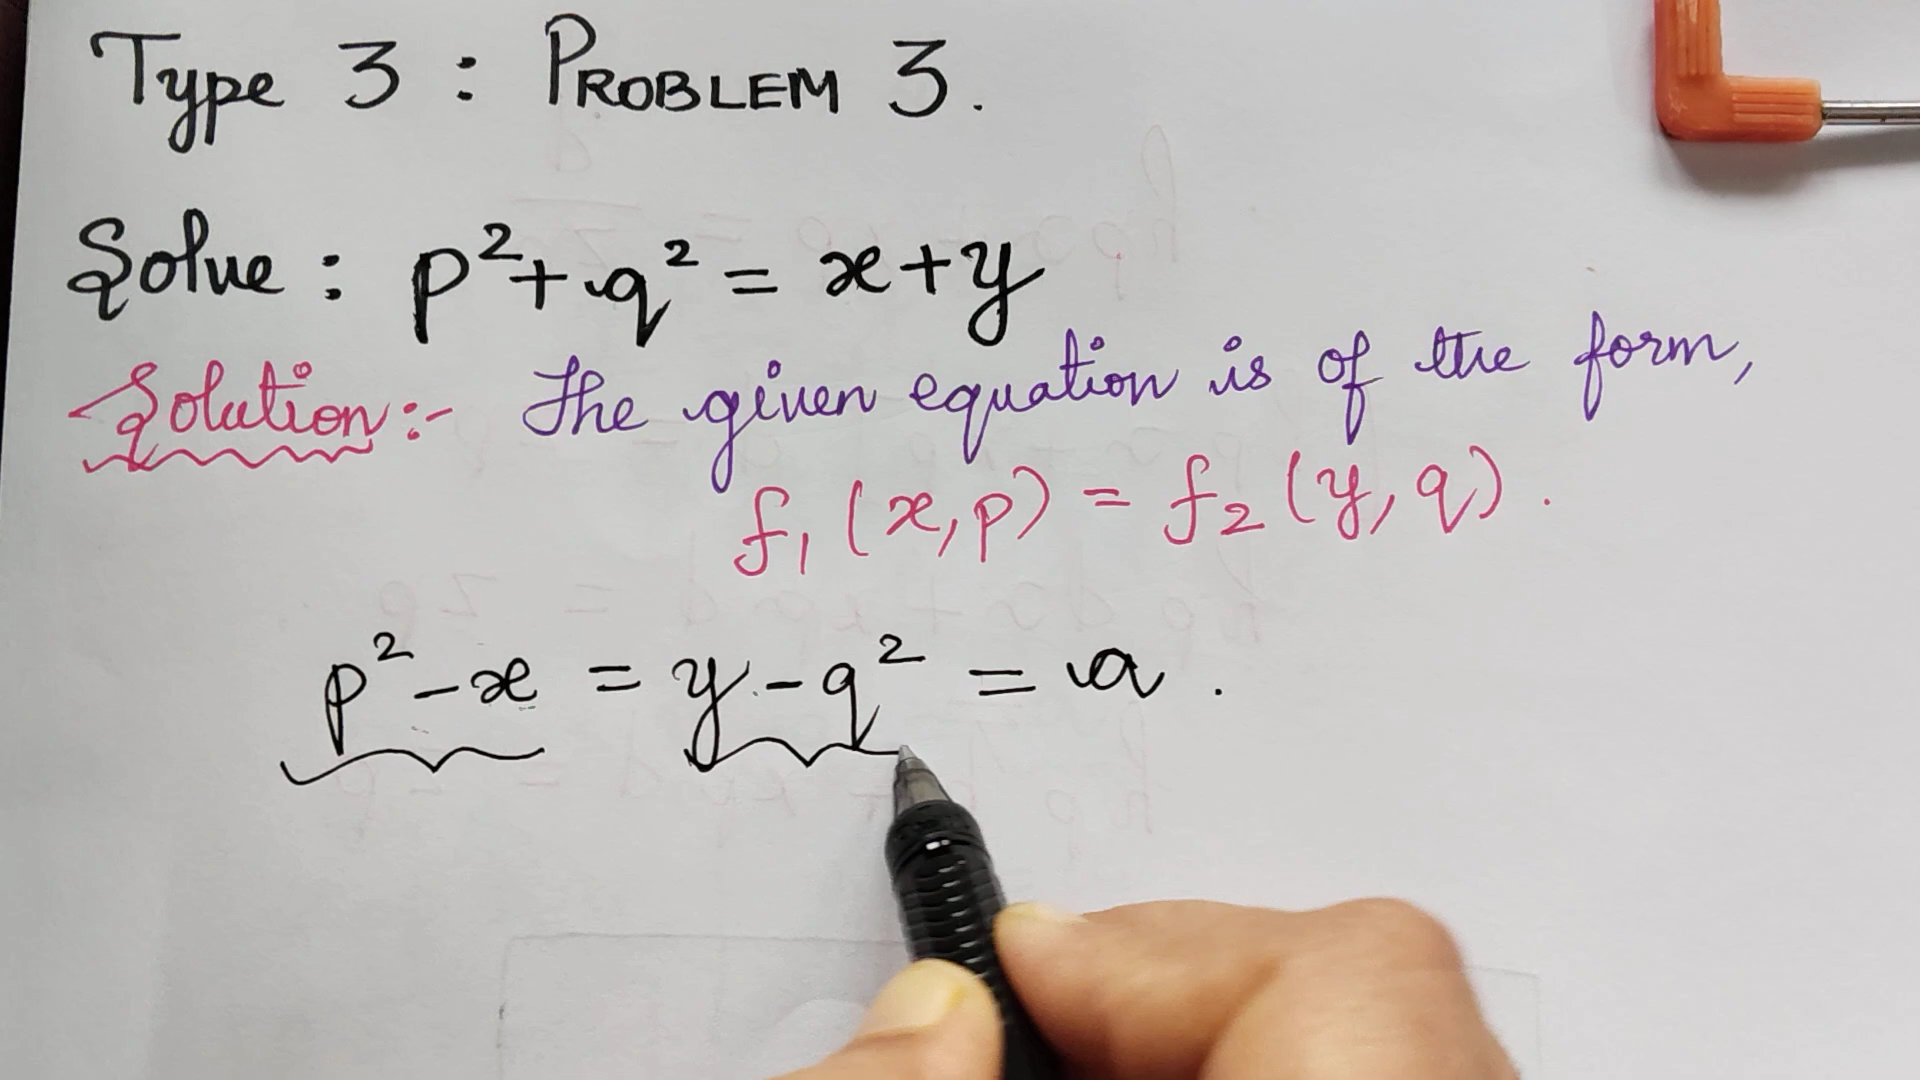 Type 3 : PROBLEM 3.
Solve : p²+q² = x+y
Solution:- The given equation is of the form,
f₁(x,p) = f₂(y,q).
p²-x = y-q² = a.